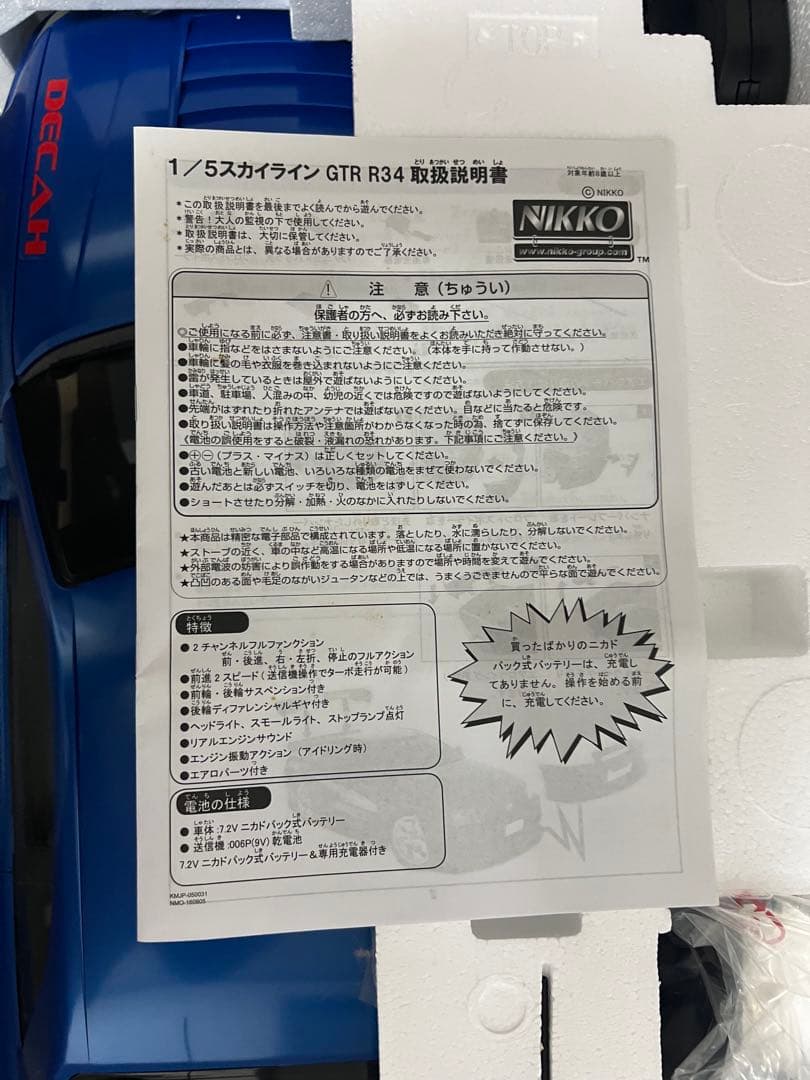 TOP
DECAH
1／5スカイライン GTR R34 取扱説明書
対象年齢8歳以上
© NIKKO
NIKKO
www.nikko-group.com
TM
*この取扱説明書を最後までよく読んでから遊んでください。
*警告！大人の監視の下で使用してください。
*取扱説明書は、大切に保管してください。
*実際の商品とは、異なる場合がありますのでご了承ください。
⚠ 注 意（ちゅうい）
保護者の方へ、必ずお読み下さい。
◎ご使用になる前に必ず、注意書・取り扱い説明書をよくお読みいただき絶対に守ってください。
●車輪に指などをはさまないようにご注意ください。（本体を手に持って作動させない。）
●車輪に髪の毛や衣服を巻き込まれないようにご注意ください。
●雷が発生しているときは屋外で遊ばないようにしてください。
●車道、駐車場、人混みの中、幼児の近くでは危険ですので遊ばないようにしてください。
●先端がはずれたり折れたアンテナでは遊ばないでください。目などに当たると危険です。
●取り扱い説明書は操作方法や注意箇所がわからなくなった時の為、捨てずに保存してください。
《電池の誤使用をすると破裂・液漏れの恐れがあります。下記事項にご注意ください。》
●⊕⊖（プラス・マイナス）は正しくセットしてください。
●古い電池と新しい電池、いろいろな種類の電池をまぜて使わないでください。
●遊んだあとは必ずスイッチを切り、電池をはずしてください。
●ショートさせたり分解・加熱・火のなかに入れたりしないでください。
★本商品は精密な電子部品で構成されています。落としたり、水に濡らしたり、分解しないでください。
★ストーブの近く、車の中など高温になる場所や低温になる場所に置かないでください。
★外部電波の妨害により誤作動をする場合がありますので場所や時間を変えて遊んでください。
★凸凹のある面や毛足のながいジュータンなどの上では、うまくうごきませんので平らな面で遊んでください。
特徴
●2チャンネルフルファンクション
前・後進、右・左折、停止のフルアクション
●前進2スピード（送信機操作でターボ走行が可能）
●前輪・後輪サスペンション付き
●後輪ディファレンシャルギヤ付き
●ヘッドライト、スモールライト、ストップランプ点灯
●リアルエンジンサウンド
●エンジン振動アクション（アイドリング時）
●エアロパーツ付き
買ったばかりのニカド
パック式バッテリーは、充電し
てありません。操作を始める前
に、充電してください。
電池の仕様
●車体:7.2V ニカドパック式バッテリー
●送信機:006P(9V) 乾電池
7.2V ニカドパック式バッテリー＆専用充電器付き
KMJP-050031
NMO-160805